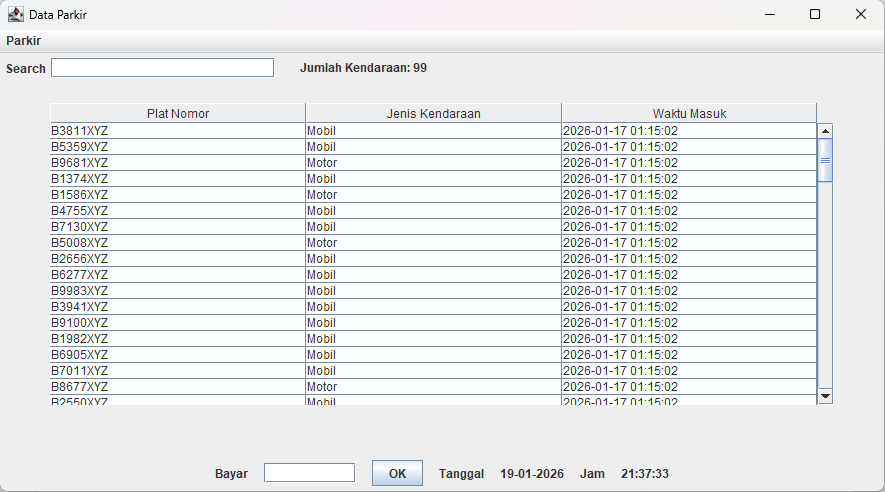 Data Parkir
Parkir
Search Jumlah Kendaraan: 99
Plat Nomor Jenis Kendaraan Waktu Masuk
B3811XYZ Mobil 2026-01-17 01:15:02
B5359XYZ Mobil 2026-01-17 01:15:02
B9681XYZ Motor 2026-01-17 01:15:02
B1374XYZ Mobil 2026-01-17 01:15:02
B1586XYZ Motor 2026-01-17 01:15:02
B4755XYZ Mobil 2026-01-17 01:15:02
B7130XYZ Mobil 2026-01-17 01:15:02
B5008XYZ Motor 2026-01-17 01:15:02
B2656XYZ Mobil 2026-01-17 01:15:02
B6277XYZ Mobil 2026-01-17 01:15:02
B9983XYZ Mobil 2026-01-17 01:15:02
B3941XYZ Mobil 2026-01-17 01:15:02
B9100XYZ Mobil 2026-01-17 01:15:02
B1982XYZ Mobil 2026-01-17 01:15:02
B6905XYZ Mobil 2026-01-17 01:15:02
B7011XYZ Mobil 2026-01-17 01:15:02
B8677XYZ Motor 2026-01-17 01:15:02
B2550XYZ Mobil 2026-01-17 01:15:02
Bayar OK Tanggal 19-01-2026 Jam 21:37:33